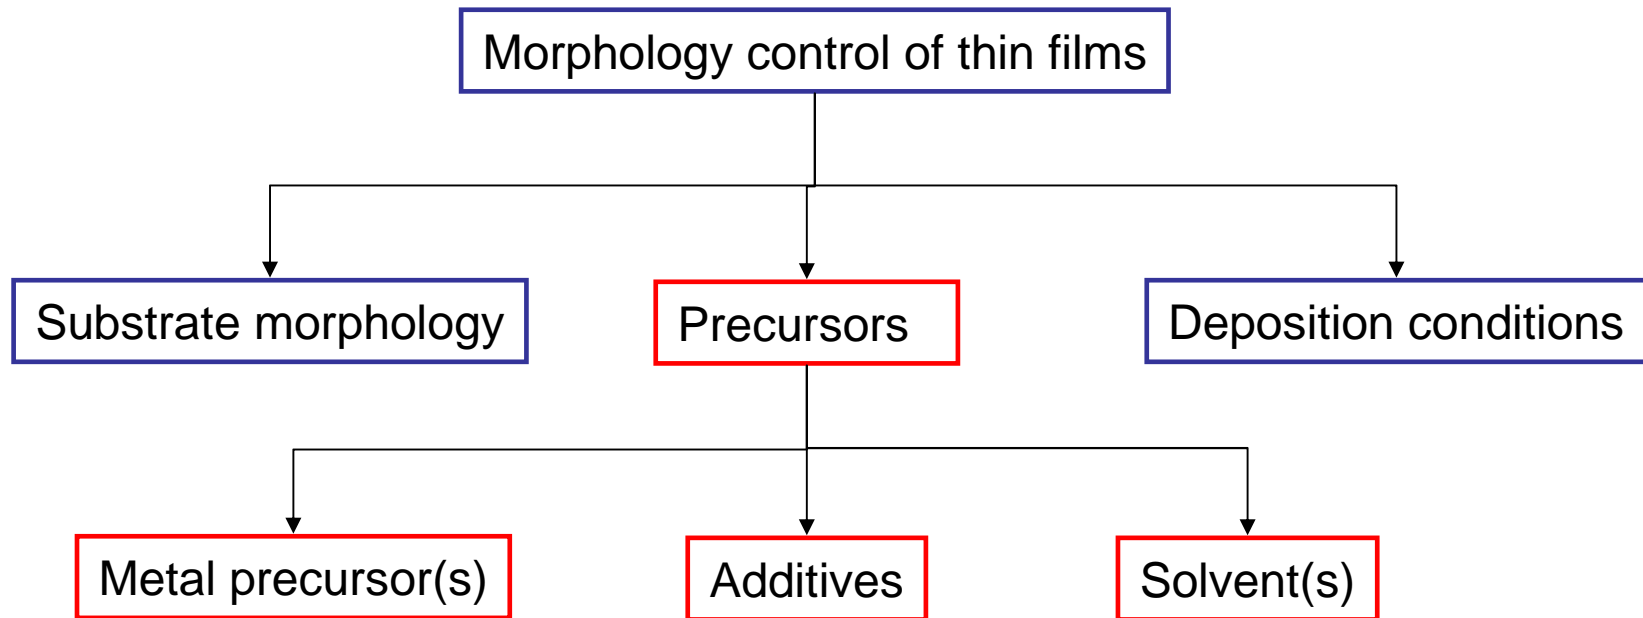 Morphology control of thin films
Substrate morphology
Precursors
Deposition conditions
Metal precursor(s)
Additives
Solvent(s)